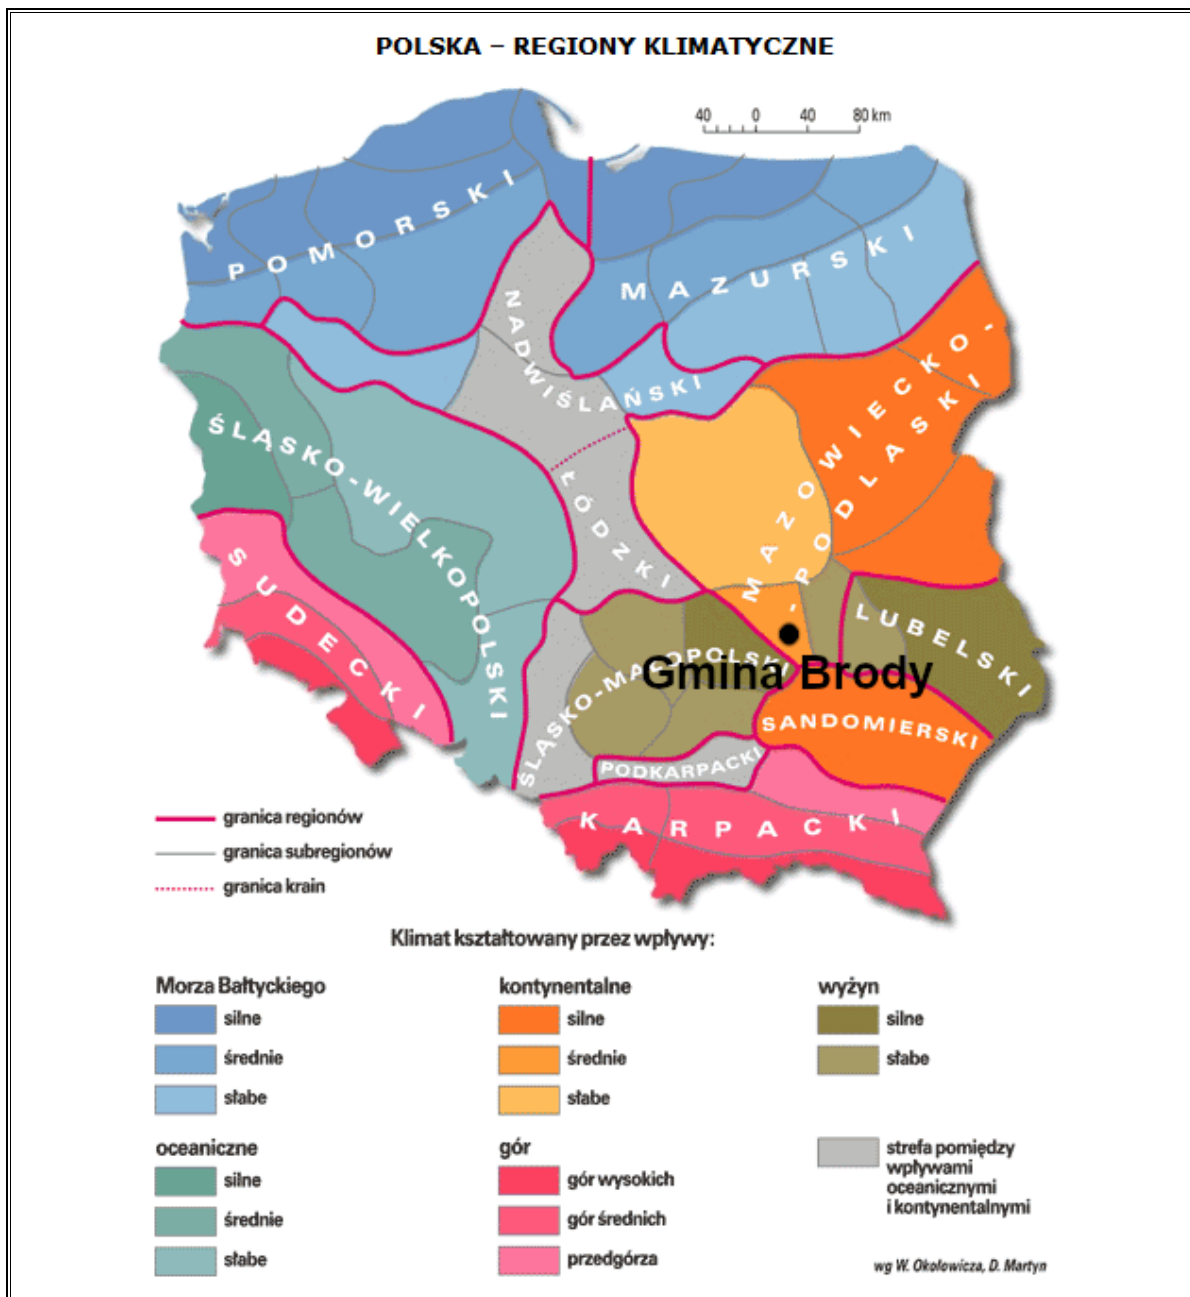 POLSKA – REGIONY KLIMATYCZNE
40 0 40 80 km
POMORSKI
MAZURSKI
NADWIŚLAŃSKI
MAZOWIECKO-
-PODLASKI
ŚLĄSKO-WIELKOPOLSKI
ŁÓDZKI
SUDECKI
LUBELSKI
ŚLĄSKO-MAŁOPOLSKI
Gmina Brody
SANDOMIERSKI
PODKARPACKI
KARPACKI
granica regionów
granica subregionów
granica krain
Klimat kształtowany przez wpływy:
Morza Bałtyckiego
silne
średnie
słabe
kontynentalne
silne
średnie
słabe
wyżyn
silne
słabe
oceaniczne
silne
średnie
słabe
gór
gór wysokich
gór średnich
przedgórza
strefa pomiędzy
wpływami
oceanicznymi
i kontynentalnymi
wg W. Okołowicza, D. Martyn